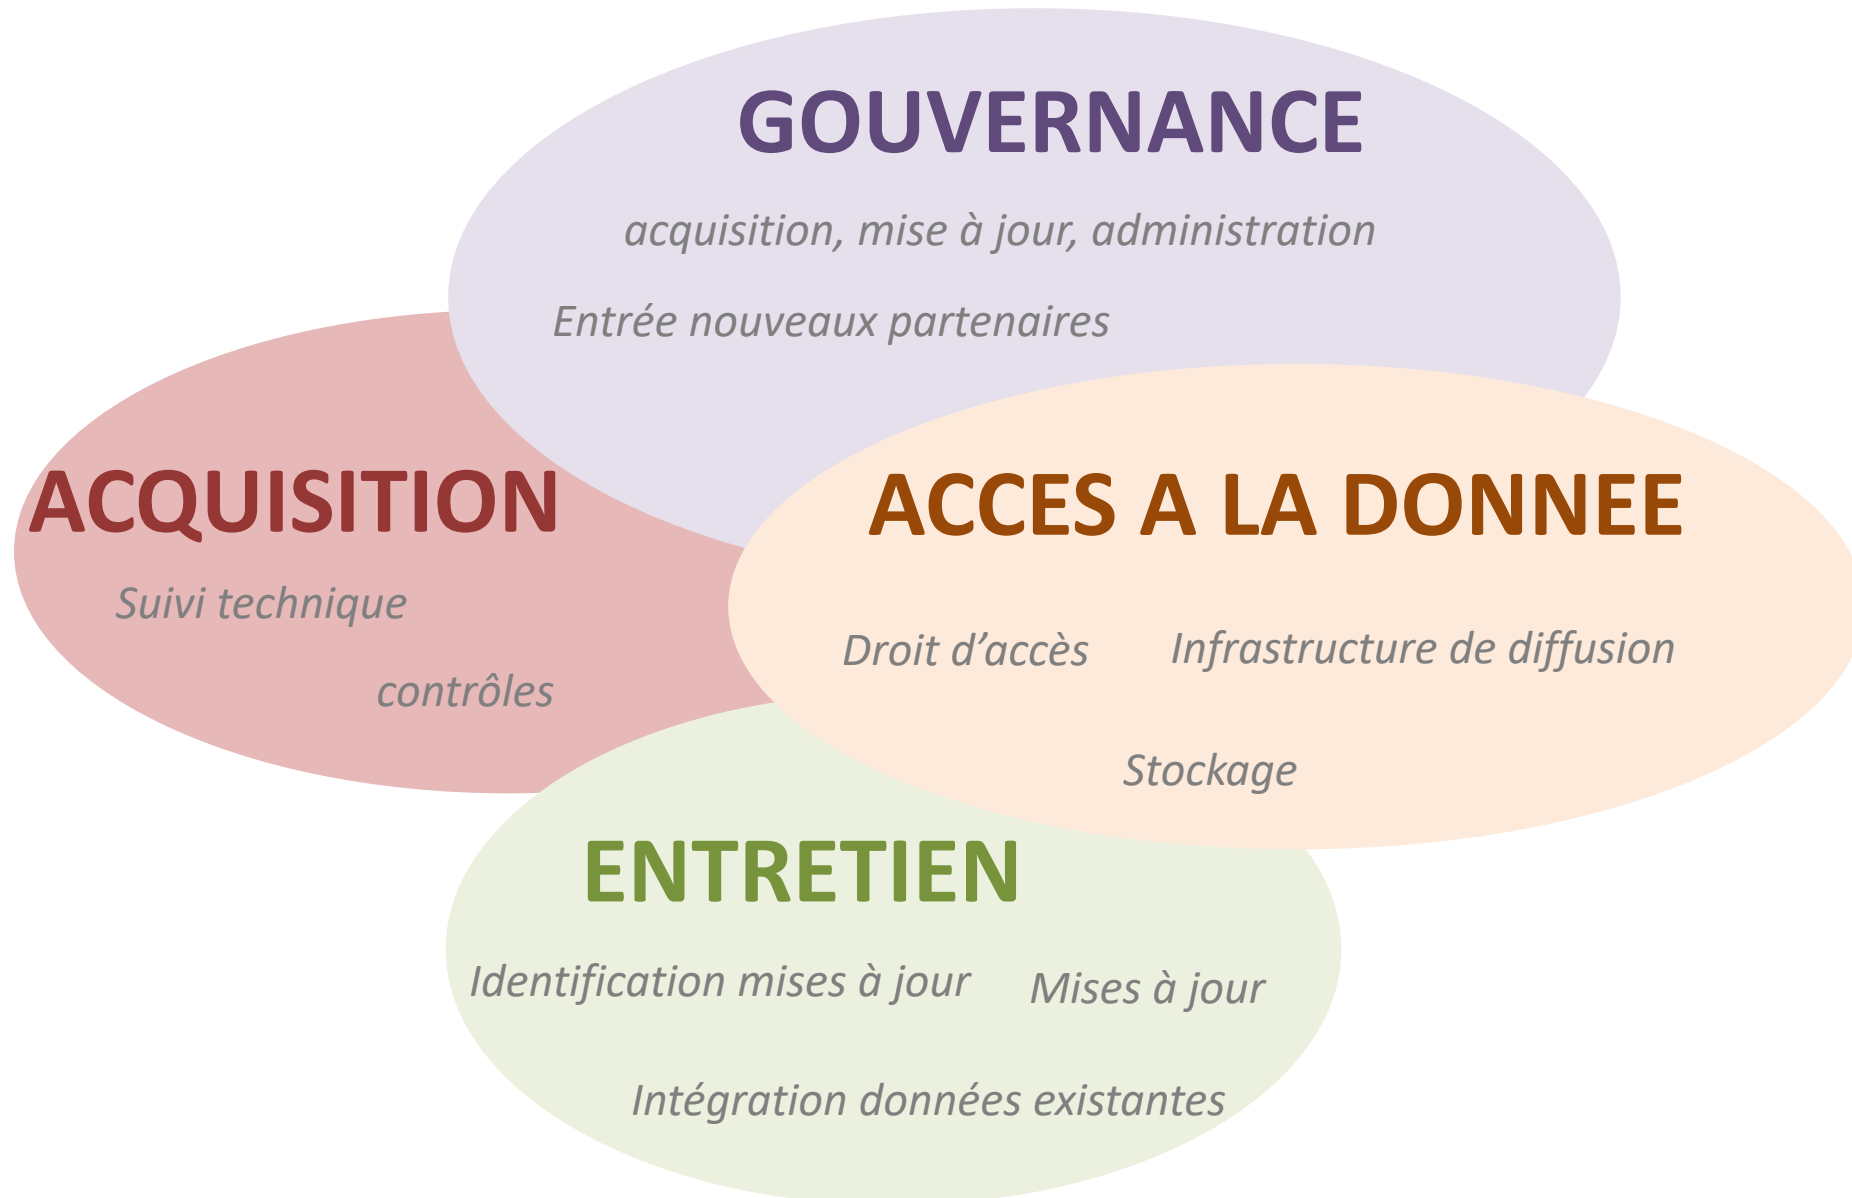 GOUVERNANCE
acquisition, mise à jour, administration
Entrée nouveaux partenaires
ACQUISITION
Suivi technique
contrôles
ACCES A LA DONNEE
Droit d’accès
Infrastructure de diffusion
Stockage
ENTRETIEN
Identification mises à jour
Mises à jour
Intégration données existantes